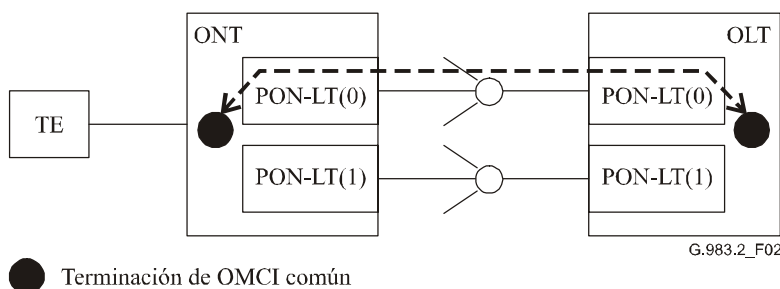 ONT
OLT
PON-LT(0)
PON-LT(0)
TE
PON-LT(1)
PON-LT(1)
G.983.2_F02
Terminación de OMCI común